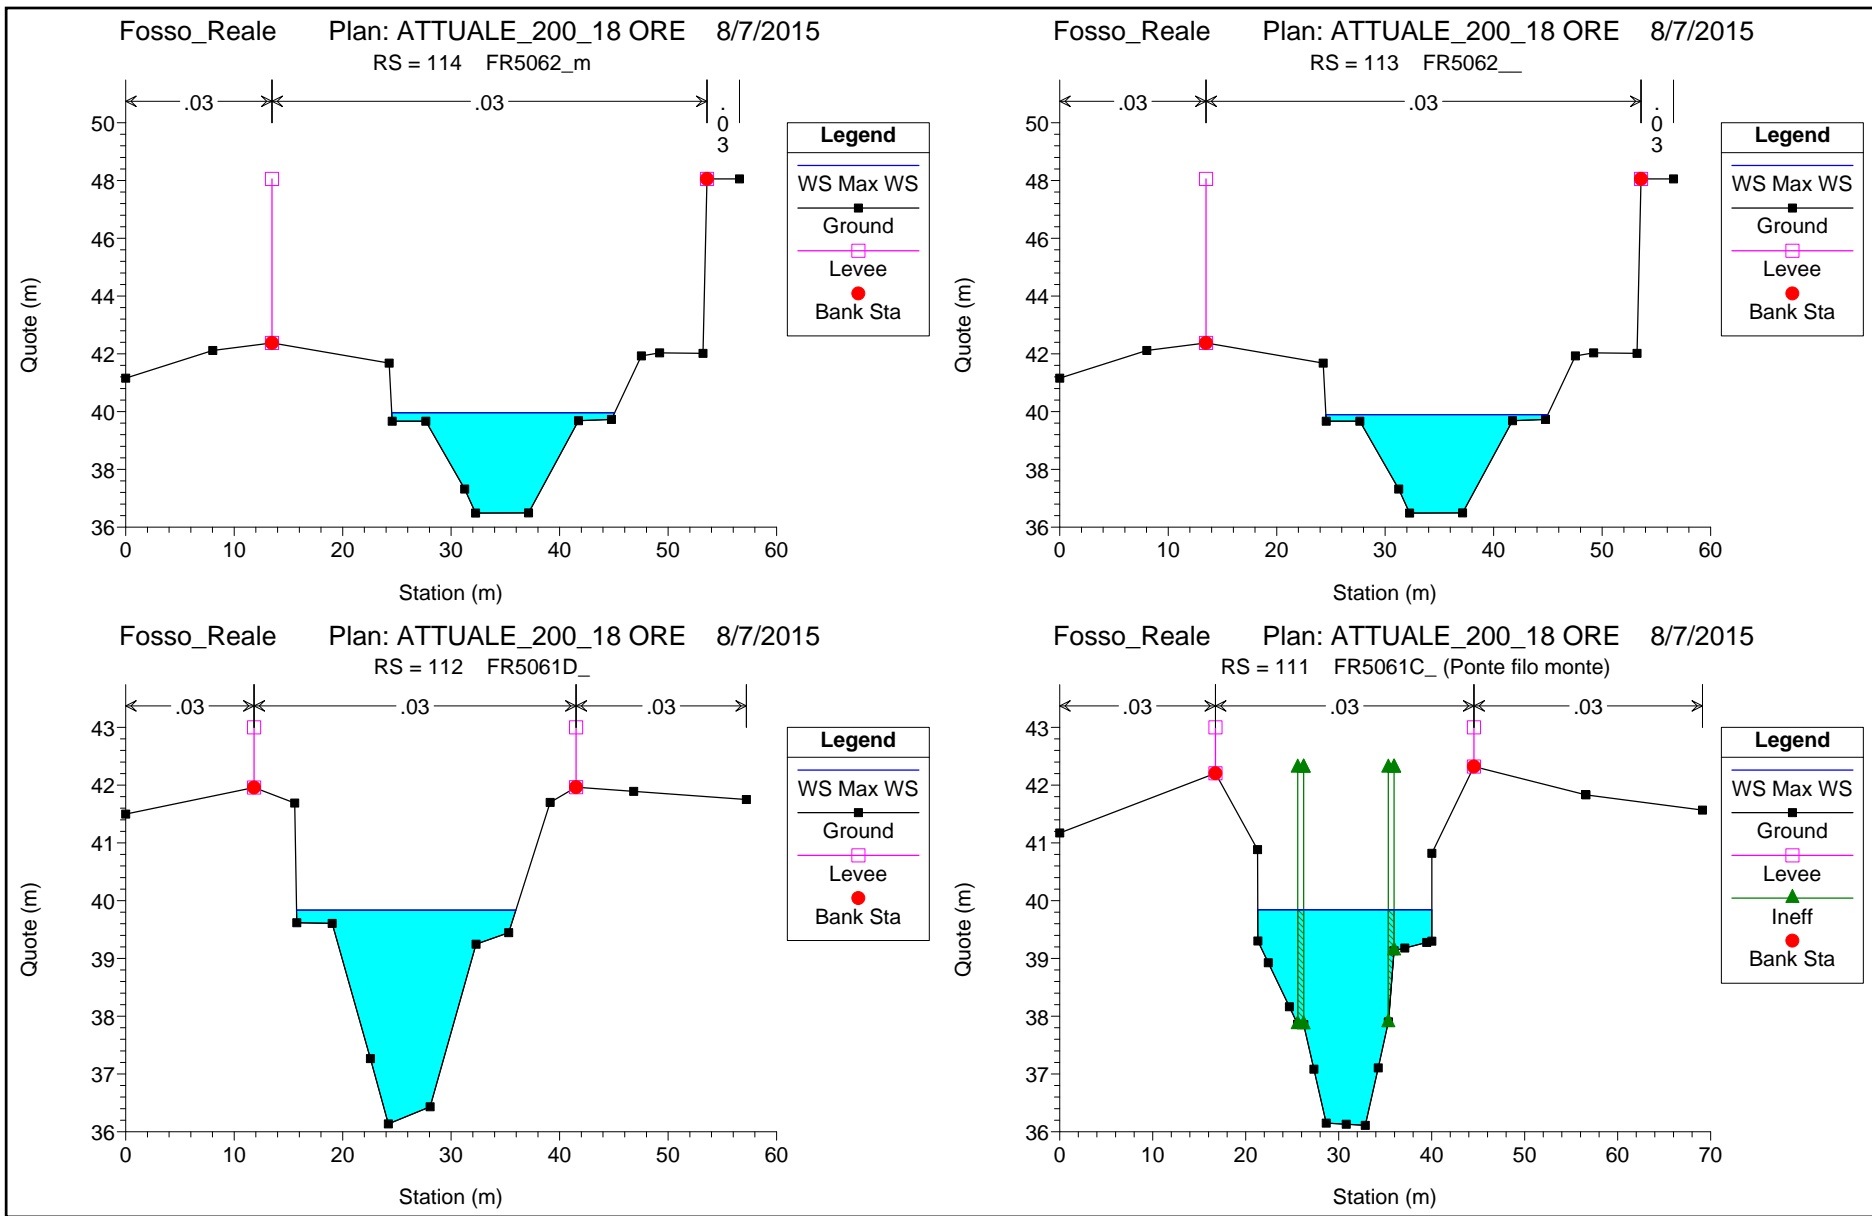 Fosso_Reale Plan: ATTUALE_200_18 ORE 8/7/2015
RS = 114 FR5062_m
.03 .03 .03
50
48
46
44
42
40
38
36
Quote (m)
0 10 20 30 40 50 60
Station (m)
Legend
WS Max WS
Ground
Levee
Bank Sta
Fosso_Reale Plan: ATTUALE_200_18 ORE 8/7/2015
RS = 113 FR5062__
.03 .03 .03
50
48
46
44
42
40
38
36
Quote (m)
0 10 20 30 40 50 60
Station (m)
Legend
WS Max WS
Ground
Levee
Bank Sta
Fosso_Reale Plan: ATTUALE_200_18 ORE 8/7/2015
RS = 112 FR5061D_
.03 .03 .03
43
42
41
40
39
38
37
36
Quote (m)
0 10 20 30 40 50 60
Station (m)
Legend
WS Max WS
Ground
Levee
Bank Sta
Fosso_Reale Plan: ATTUALE_200_18 ORE 8/7/2015
RS = 111 FR5061C_ (Ponte filo monte)
.03 .03 .03
43
42
41
40
39
38
37
36
Quote (m)
0 10 20 30 40 50 60 70
Station (m)
Legend
WS Max WS
Ground
Levee
Ineff
Bank Sta